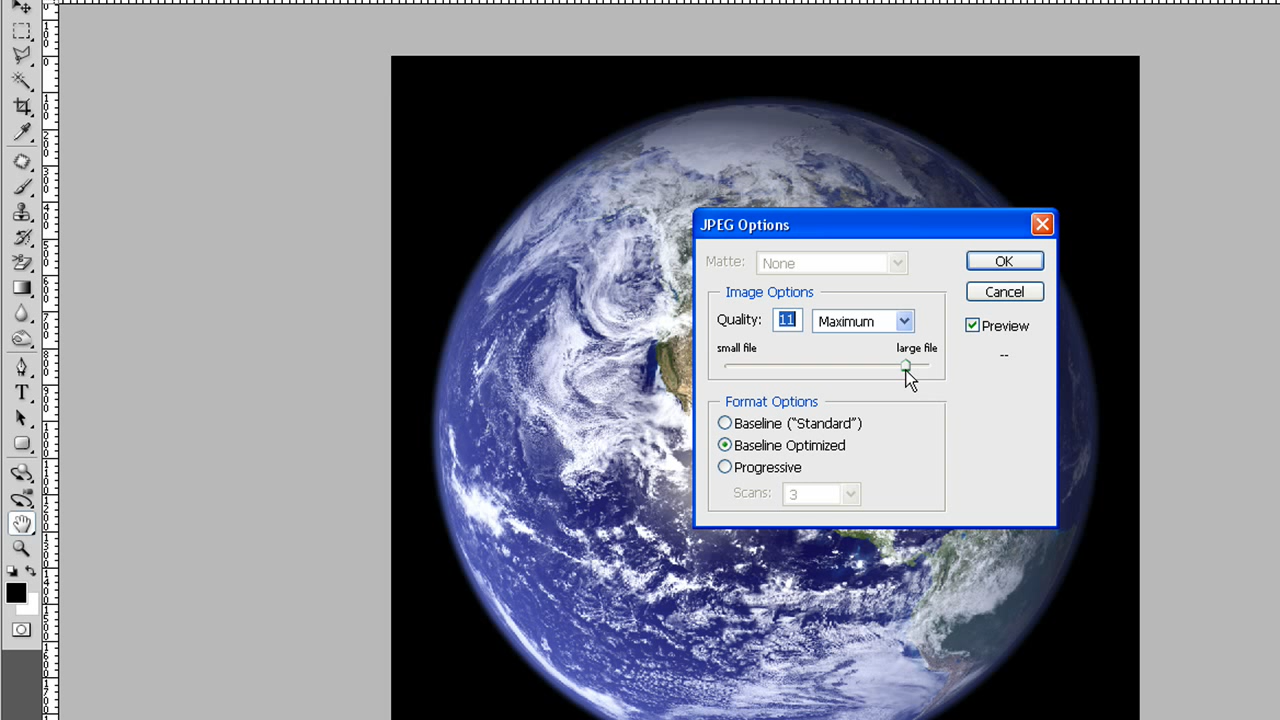 JPEG Options
Matte: None
OK
Image Options
Cancel
Quality: 11 Maximum
Preview
small file large file
--
Format Options
Baseline (“Standard”)
Baseline Optimized
Progressive
Scans: 3